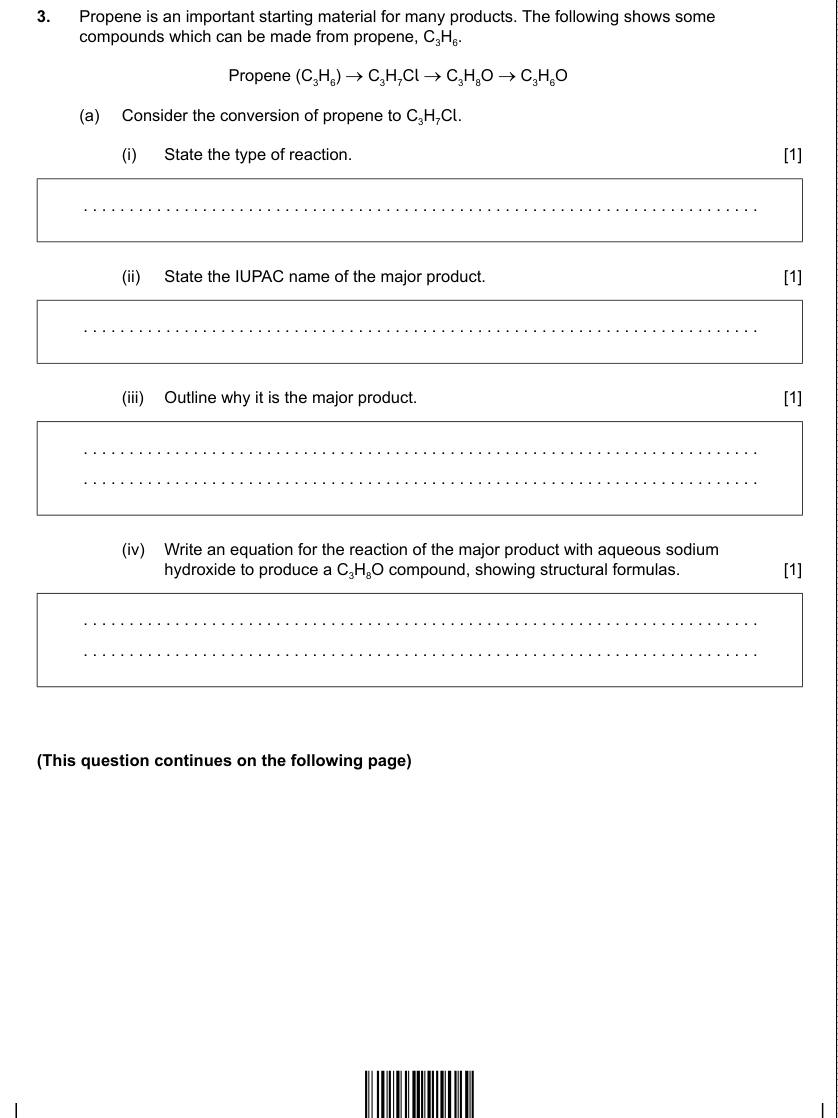 3. Propene is an important starting material for many products. The following shows some
compounds which can be made from propene, C₃H₆.
Propene (C₃H₆) → C₃H₇Cl → C₃H₈O → C₃H₆O
(a) Consider the conversion of propene to C₃H₇Cl.
(i) State the type of reaction. [1]
(ii) State the IUPAC name of the major product. [1]
(iii) Outline why it is the major product. [1]
(iv) Write an equation for the reaction of the major product with aqueous sodium
hydroxide to produce a C₃H₈O compound, showing structural formulas. [1]
(This question continues on the following page)